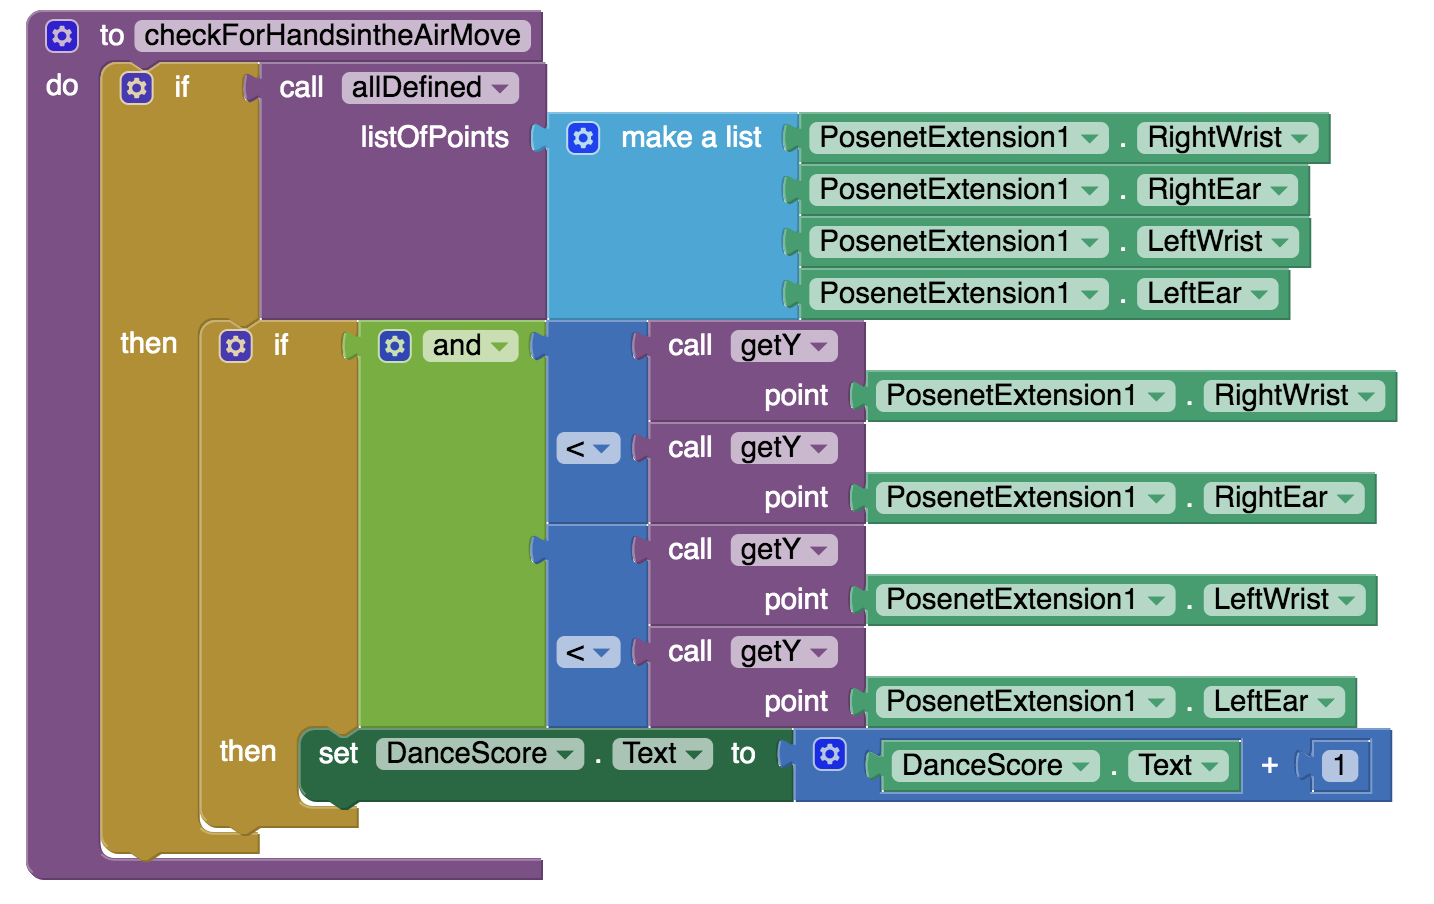 to checkForHandsintheAirMove
do if call allDefined
listOfPoints make a list PosenetExtension1 . RightWrist
PosenetExtension1 . RightEar
PosenetExtension1 . LeftWrist
PosenetExtension1 . LeftEar
then if and call getY
point PosenetExtension1 . RightWrist
< call getY
point PosenetExtension1 . RightEar
call getY
point PosenetExtension1 . LeftWrist
< call getY
point PosenetExtension1 . LeftEar
then set DanceScore . Text to DanceScore . Text + 1